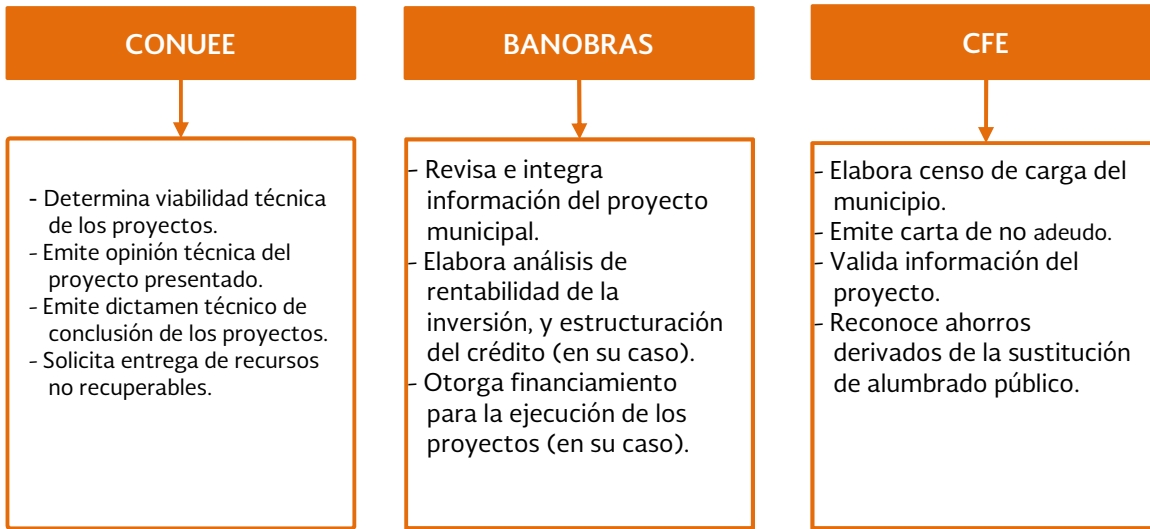 CONUEE
- Determina viabilidad técnica
de los proyectos.
- Emite opinión técnica del
proyecto presentado.
- Emite dictamen técnico de
conclusión de los proyectos.
- Solicita entrega de recursos
no recuperables.
BANOBRAS
- Revisa e integra
información del proyecto
municipal.
- Elabora análisis de
rentabilidad de la
inversión, y estructuración
del crédito (en su caso).
- Otorga financiamiento
para la ejecución de los
proyectos (en su caso).
CFE
- Elabora censo de carga del
municipio.
- Emite carta de no adeudo.
- Valida información del
proyecto.
- Reconoce ahorros
derivados de la sustitución
de alumbrado público.